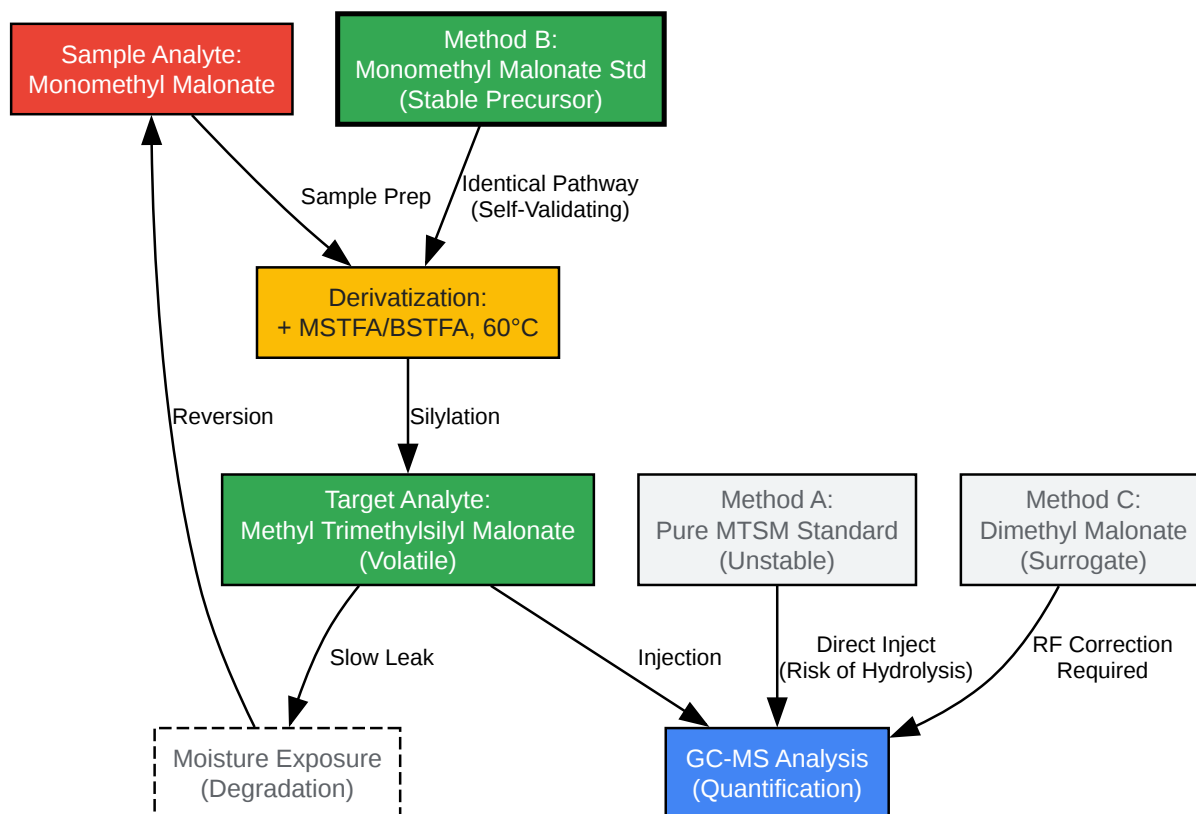 Sample Analyte:
Monomethyl Malonate
Method B:
Monomethyl Malonate Std
(Stable Precursor)
Sample Prep
Identical Pathway
(Self-Validating)
Derivatization:
+ MSTFA/BSTFA, 60°C
Reversion
Silylation
Target Analyte:
Methyl Trimethylsilyl Malonate
(Volatile)
Method A:
Pure MTSM Standard
(Unstable)
Method C:
Dimethyl Malonate
(Surrogate)
Slow Leak
Injection
Direct Inject
(Risk of Hydrolysis)
RF Correction
Required
Moisture Exposure
(Degradation)
GC-MS Analysis
(Quantification)